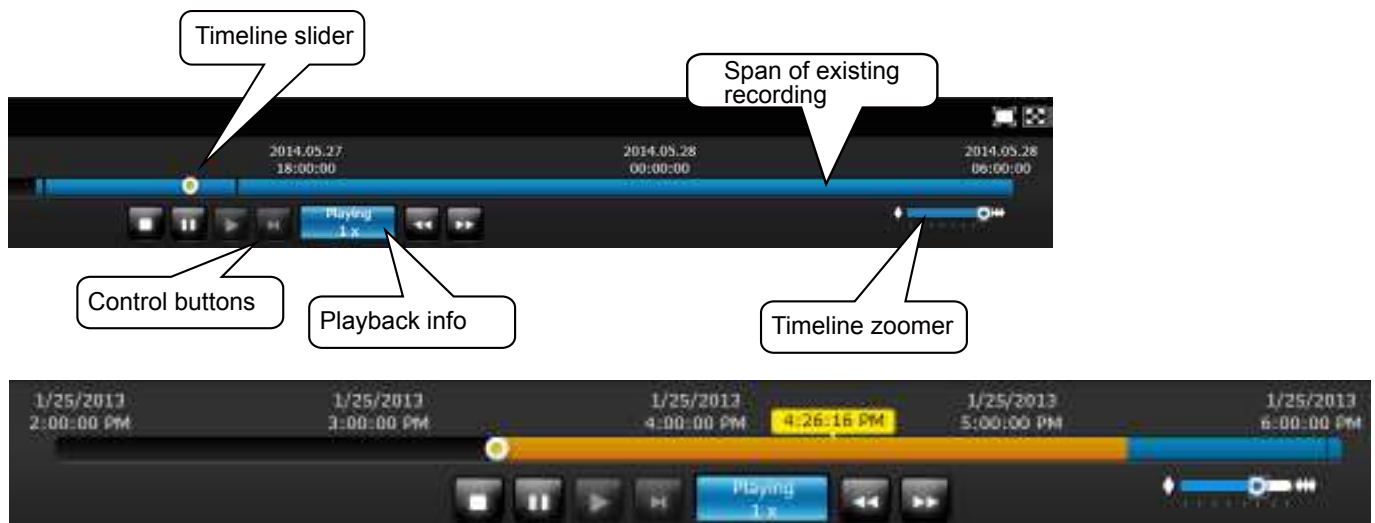 Timeline slider
Span of existing
recording
2014.05.27
18:00:00
2014.05.28
00:00:00
2014.05.28
06:00:00
Playing
1 x
Control buttons
Playback info
Timeline zoomer
1/25/2013
2:00:00 PM
1/25/2013
3:00:00 PM
1/25/2013
4:00:00 PM
4:26:16 PM
1/25/2013
5:00:00 PM
1/25/2013
6:00:00 PM
Playing
1 x